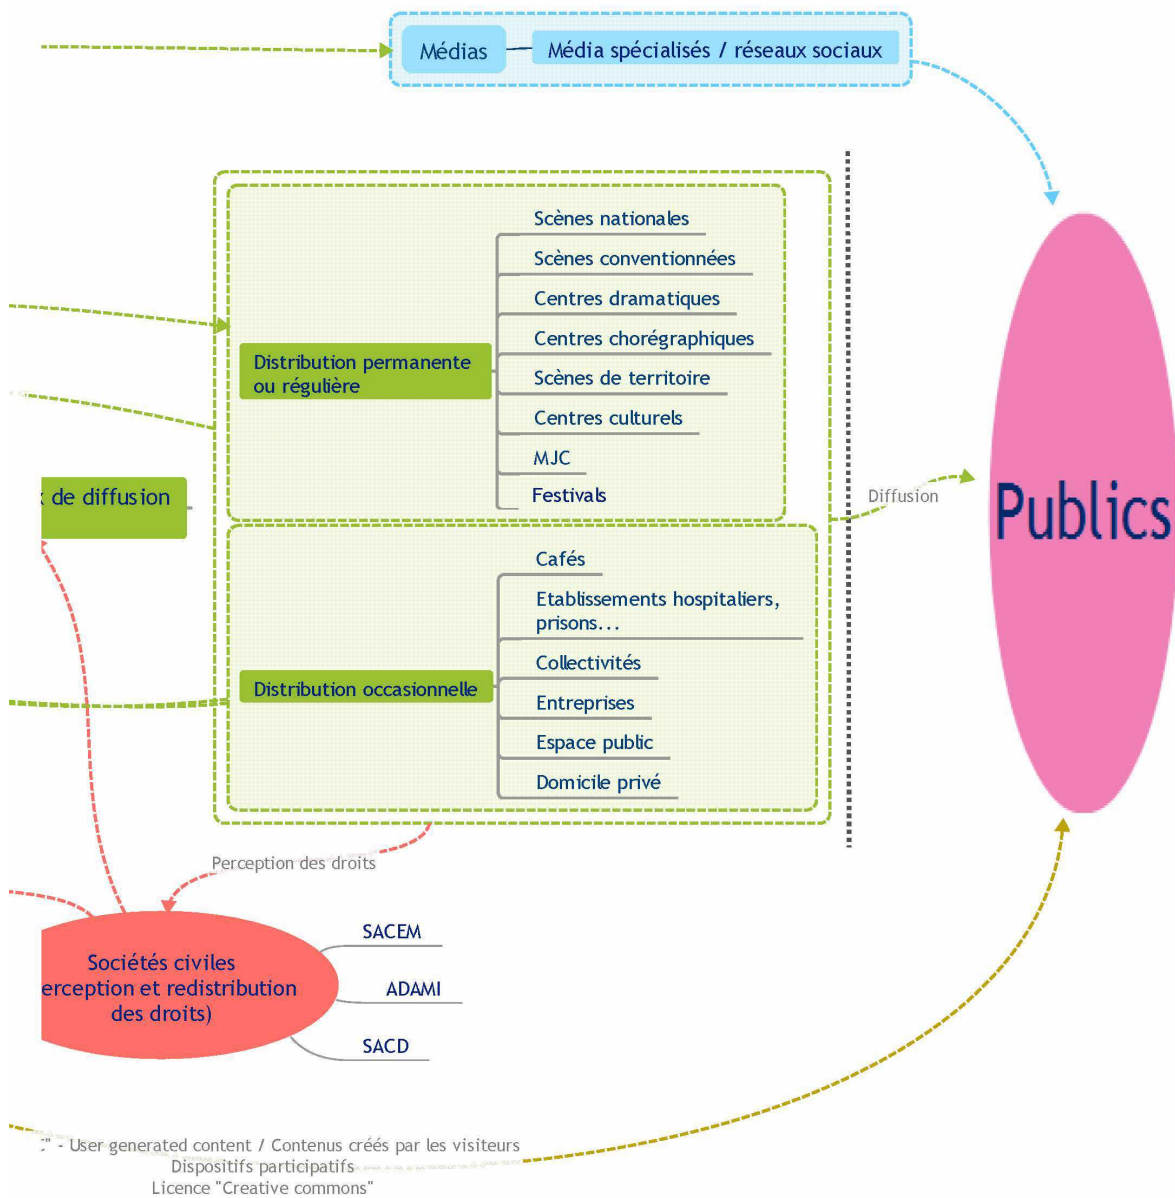 Médias
Média spécialisés / réseaux sociaux
Scènes nationales
Scènes conventionnées
Centres dramatiques
Centres chorégraphiques
Distribution permanente
ou régulière
Scènes de territoire
Centres culturels
MJC
Festivals
de diffusion
Diffusion
Publics
Cafés
Etablissements hospitaliers,
prisons...
Collectivités
Distribution occasionnelle
Entreprises
Espace public
Domicile privé
Perception des droits
Sociétés civiles
erception et redistribution
des droits)
SACEM
ADAMI
SACD
" - User generated content / Contenus créés par les visiteurs
Dispositifs participatifs
Licence "Creative commons"